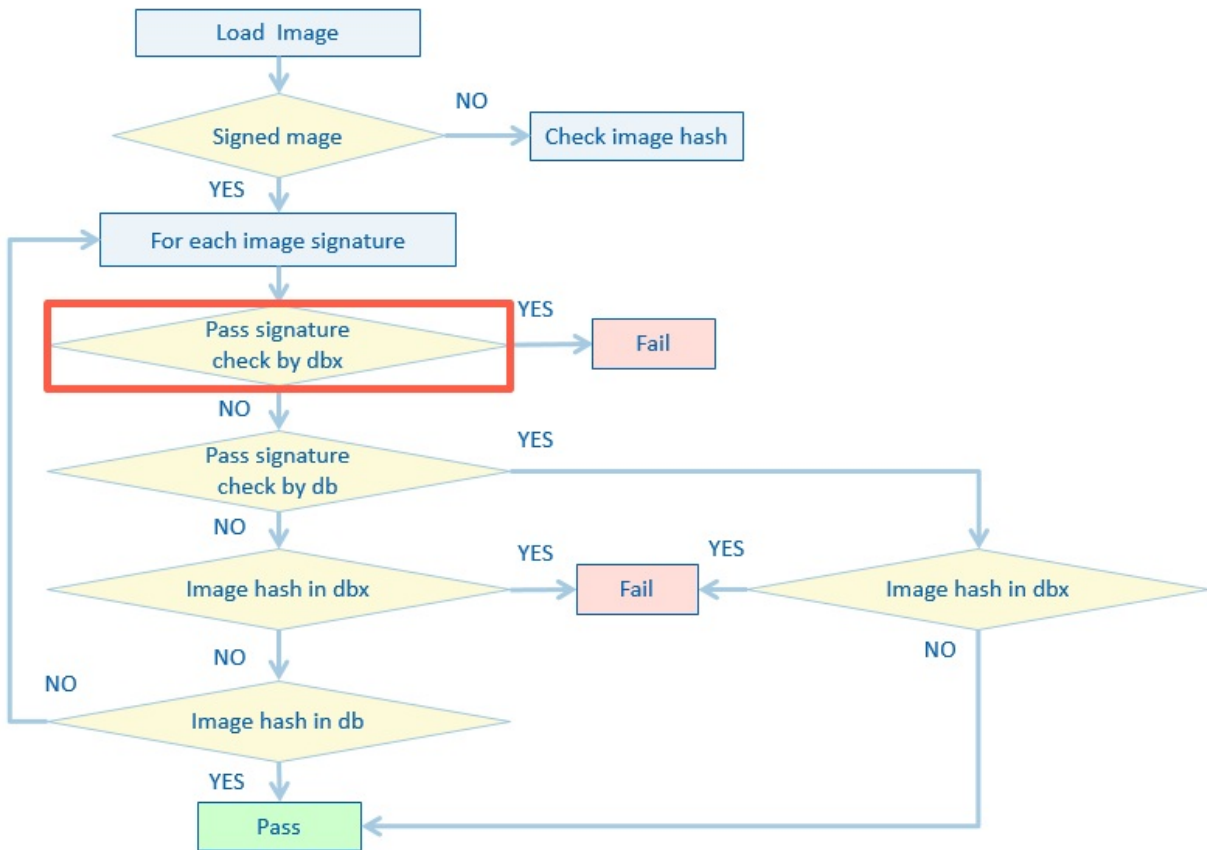 Load  Image
NO
Signed mage
Check image hash
YES
For each image signature
YES
Pass signature
check by dbx
Fail
NO
YES
Pass signature
check by db
NO
YES
YES
Image hash in dbx
Fail
Image hash in dbx
NO
NO
NO
Image hash in db
YES
Pass